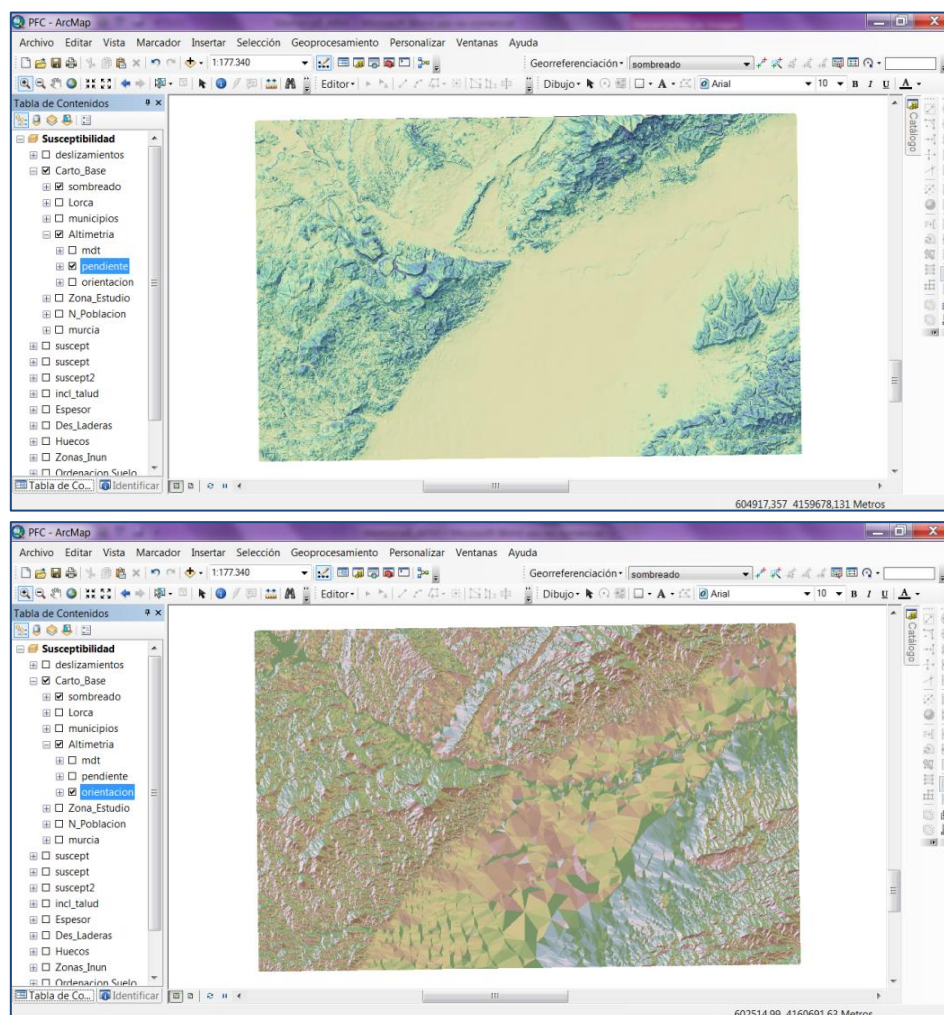 PFC - ArcMap
Archivo Editar Vista Marcador Insertar Selección Geoprocesamiento Personalizar Ventanas Ayuda
1:177.340 Georreferenciación sombreado
Editor Dibujo A Arial 10 B I U A
Tabla de Contenidos
Catálogo
Susceptibilidad
deslizamientos
Carto_Base
sombreado
Lorca
municipios
Altimetria
mdt
pendiente
orientacion
Zona_Estudio
N_Poblacion
murcia
suscept
suscept
suscept2
incl_talud
Espesor
Des_Laderas
Huecos
Zonas_Inun
Ordenacion Suelo
Tabla de Co... Identificar
604917,357 4159678,131 Metros
PFC - ArcMap
Archivo Editar Vista Marcador Insertar Selección Geoprocesamiento Personalizar Ventanas Ayuda
1:177.340 Georreferenciación sombreado
Editor Dibujo A Arial 10 B I U A
Tabla de Contenidos
Catálogo
Susceptibilidad
deslizamientos
Carto_Base
sombreado
Lorca
municipios
Altimetria
mdt
pendiente
orientacion
Zona_Estudio
N_Poblacion
murcia
suscept
suscept
suscept2
incl_talud
Espesor
Des_Laderas
Huecos
Zonas_Inun
Ordenacion Suelo
Tabla de Co... Identificar
602514,99 4160691,63 Metros